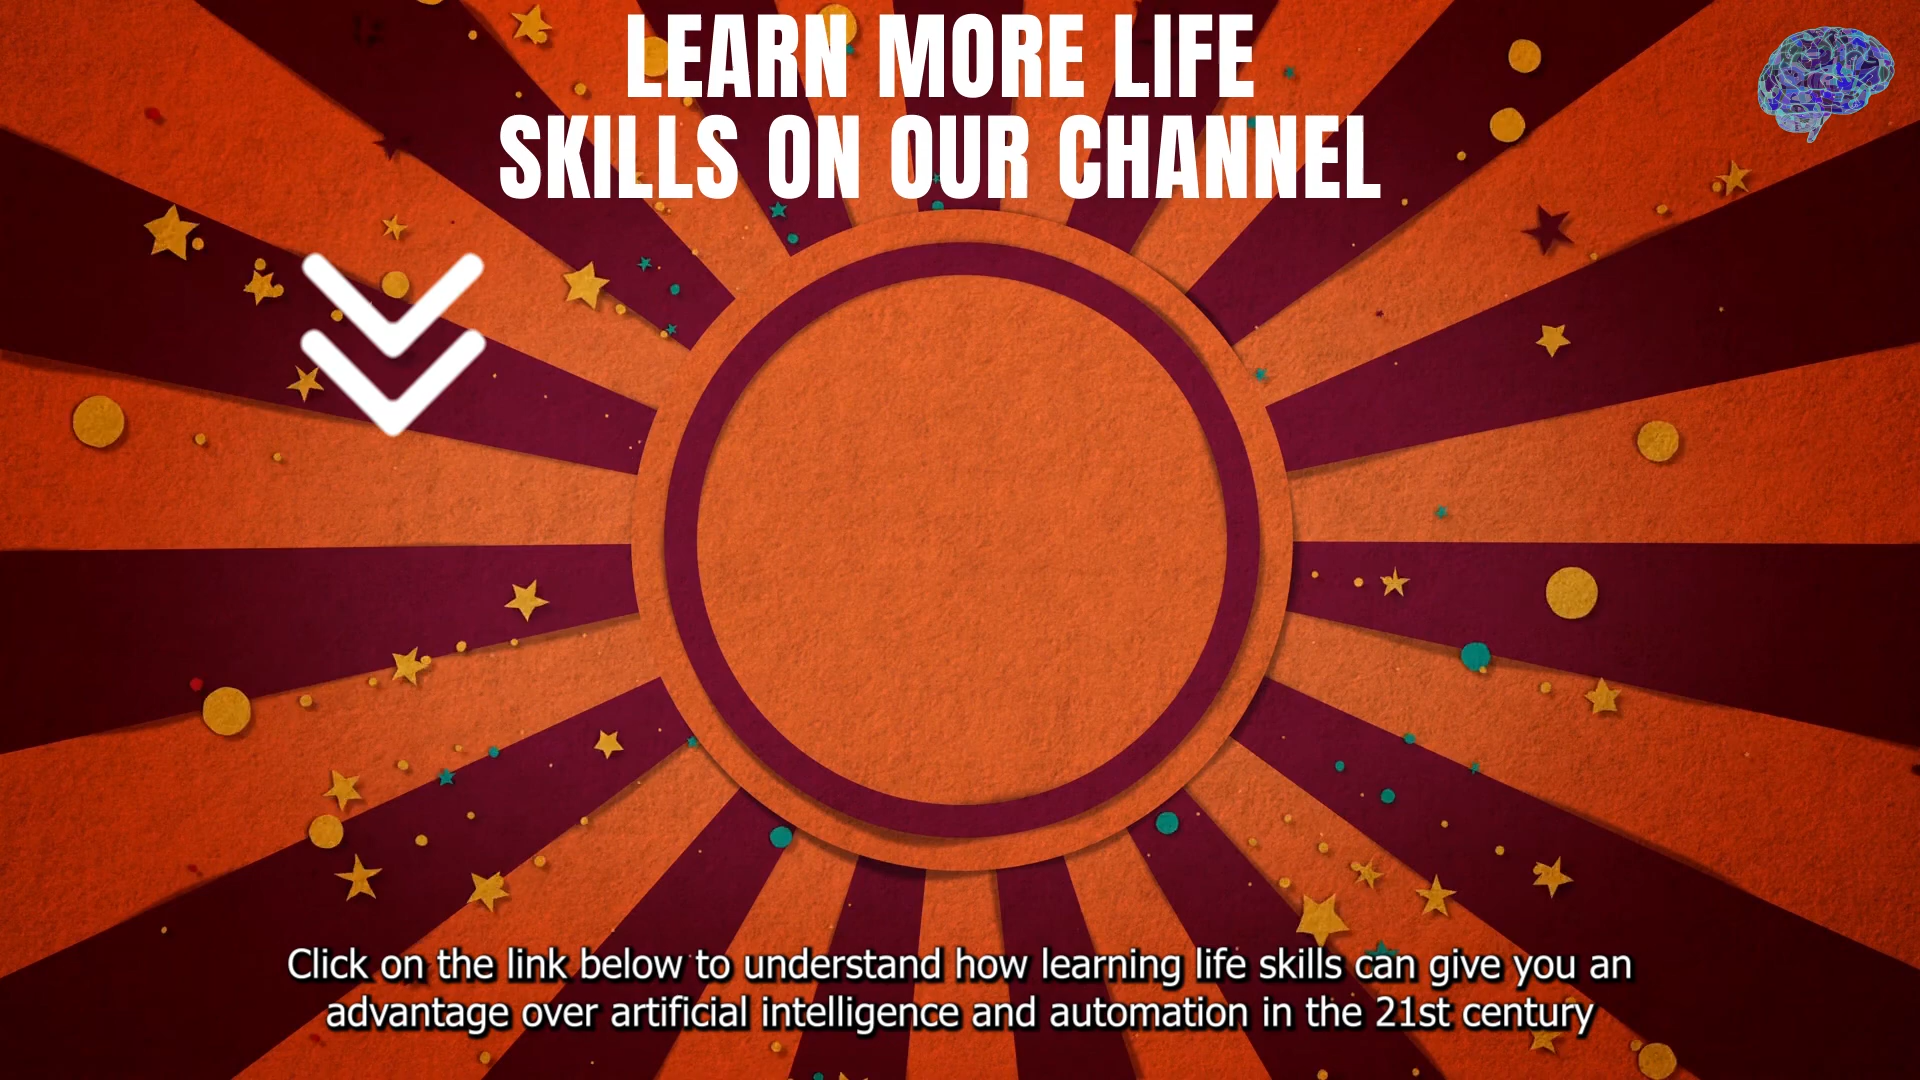 LEARN MORE LIFE
SKILLS ON OUR CHANNEL
Click on the link below to understand how learning life skills can give you an
advantage over artificial intelligence and automation in the 21st century